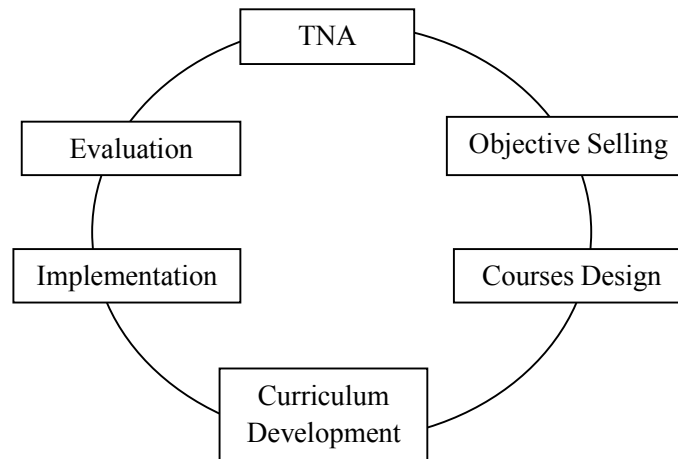 TNA
Evaluation
Objective Selling
Implementation
Courses Design
Curriculum
Development